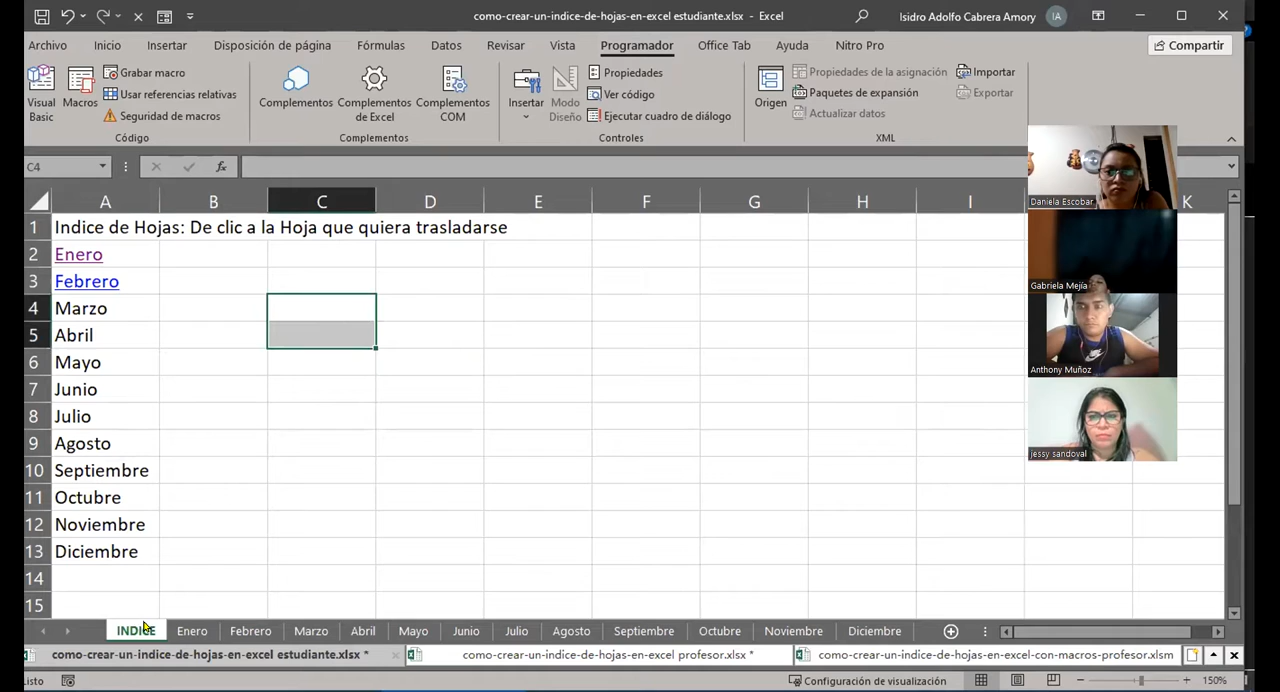 como-crear-un-indice-de-hojas-en-excel estudiante.xlsx - Excel
Isidro Adolfo Cabrera Amory
IA
Archivo Inicio Insertar Disposición de página Fórmulas Datos Revisar Vista Programador Office Tab Ayuda Nitro Pro
Compartir
Visual Basic
Macros
Grabar macro
Usar referencias relativas
Seguridad de macros
Código
Complementos
Complementos de Excel
Complementos COM
Complementos
Insertar
Modo Diseño
Propiedades
Ver código
Ejecutar cuadro de diálogo
Controles
Origen
Propiedades de la asignación
Paquetes de expansión
Actualizar datos
Importar
Exportar
XML
C4
fx
A B C D E F G H I K
1 Indice de Hojas: De clic a la Hoja que quiera trasladarse
2 Enero
3 Febrero
4 Marzo
5 Abril
6 Mayo
7 Junio
8 Julio
9 Agosto
10 Septiembre
11 Octubre
12 Noviembre
13 Diciembre
14
15
Daniela Escobar
Gabriela Mejía
Anthony Muñoz
jessy sandoval
INDICE Enero Febrero Marzo Abril Mayo Junio Julio Agosto Septiembre Octubre Noviembre Diciembre
como-crear-un-indice-de-hojas-en-excel estudiante.xlsx *
como-crear-un-indice-de-hojas-en-excel profesor.xlsx *
como-crear-un-indice-de-hojas-en-excel-con-macros-profesor.xlsm
Listo
Configuración de visualización
150%